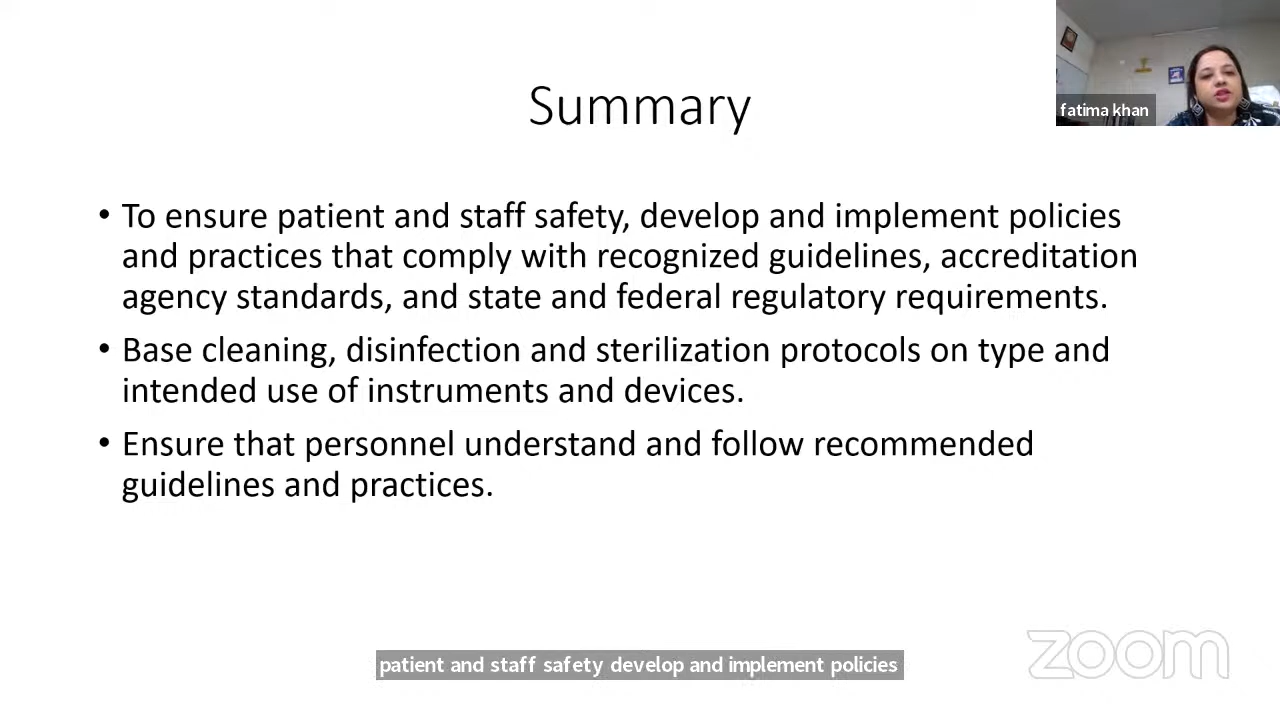 Summary
fatima khan
• To ensure patient and staff safety, develop and implement policies
and practices that comply with recognized guidelines, accreditation
agency standards, and state and federal regulatory requirements.
• Base cleaning, disinfection and sterilization protocols on type and
intended use of instruments and devices.
• Ensure that personnel understand and follow recommended
guidelines and practices.
patient and staff safety develop and implement policies
zoom